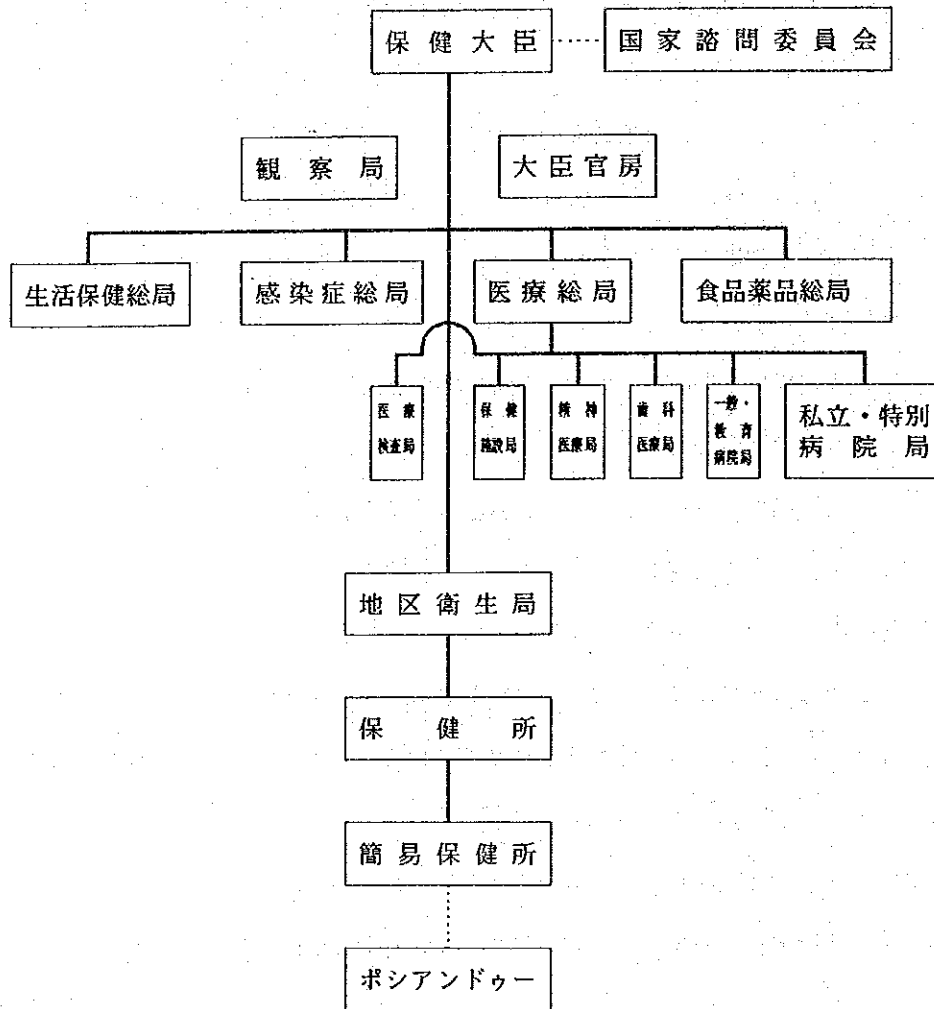 保健大臣
国家諮問委員会
観察局
大臣官房
生活保健総局
感染症総局
医療総局
食品薬品総局
医療
検査局
保健
施設局
精神
医療局
歯科
医療局
一般・
教育
病院局
私立・特別
病院局
地区衛生局
保健所
簡易保健所
ポシアンドゥー